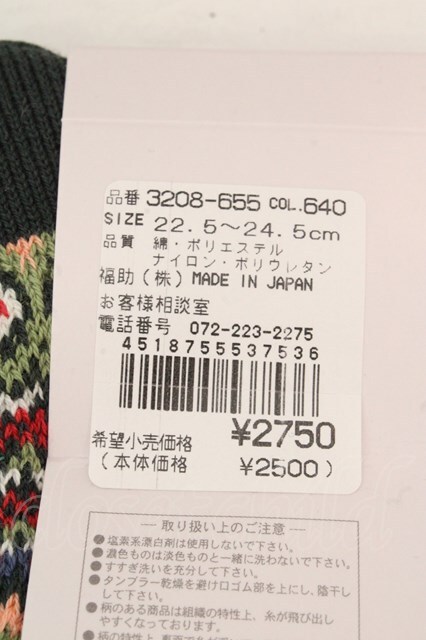 品番 3208-655 COL.640
SIZE 22.5～24.5cm
品質 綿・ポリエステル
ナイロン・ポリウレタン
福助(株) MADE IN JAPAN
お客様相談室
電話番号 072-223-2275
4518755537536
希望小売価格 ¥2750
(本体価格 ¥2500)
--- 取り扱い上のご注意 ---
●塩素系漂白剤は使用しないで下さい。
●濃色ものは淡色ものと一緒に洗わないで下さい。
●すすぎ洗いを充分して下さい。
●タンブラー乾燥を避け口ゴム部を上にし、陰干し
して下さい。
●柄のある商品は組織の特性上、糸が飛び出し
やすくなっております。